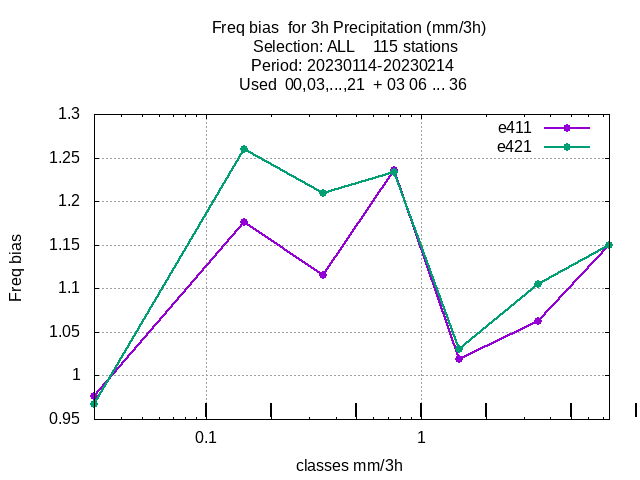 Freq bias  for 3h Precipitation (mm/3h)
Selection: ALL    115 stations
Period: 20230114-20230214
Used  00,03,...,21  + 03 06 ... 36
e411
e421
1.3
1.25
1.2
1.15
1.1
1.05
1
0.95
Freq bias
0.1
1
classes mm/3h